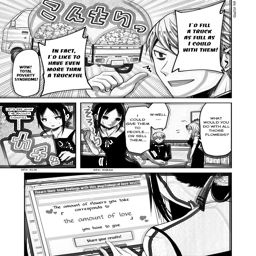 I'D FILL
A TRUCK
AS FULL AS
I COULD
WITH THEM!
こんもりっ
IN FACT,
I'D LIKE TO
HAVE EVEN
MORE THAN
A TRUCKFUL
WOW!
TOTAL
POVERTY
SYNDROME!
WHAT
WOULD YOU
DO WITH
ALL THOSE
FLOWERS?
W-WELL...
COULD
GIVE THEM
TO
PEOPLE...
OR SELL
THEM...
The amount of flowers you take
corresponds to
the amount of love
you have to give
Share your results!